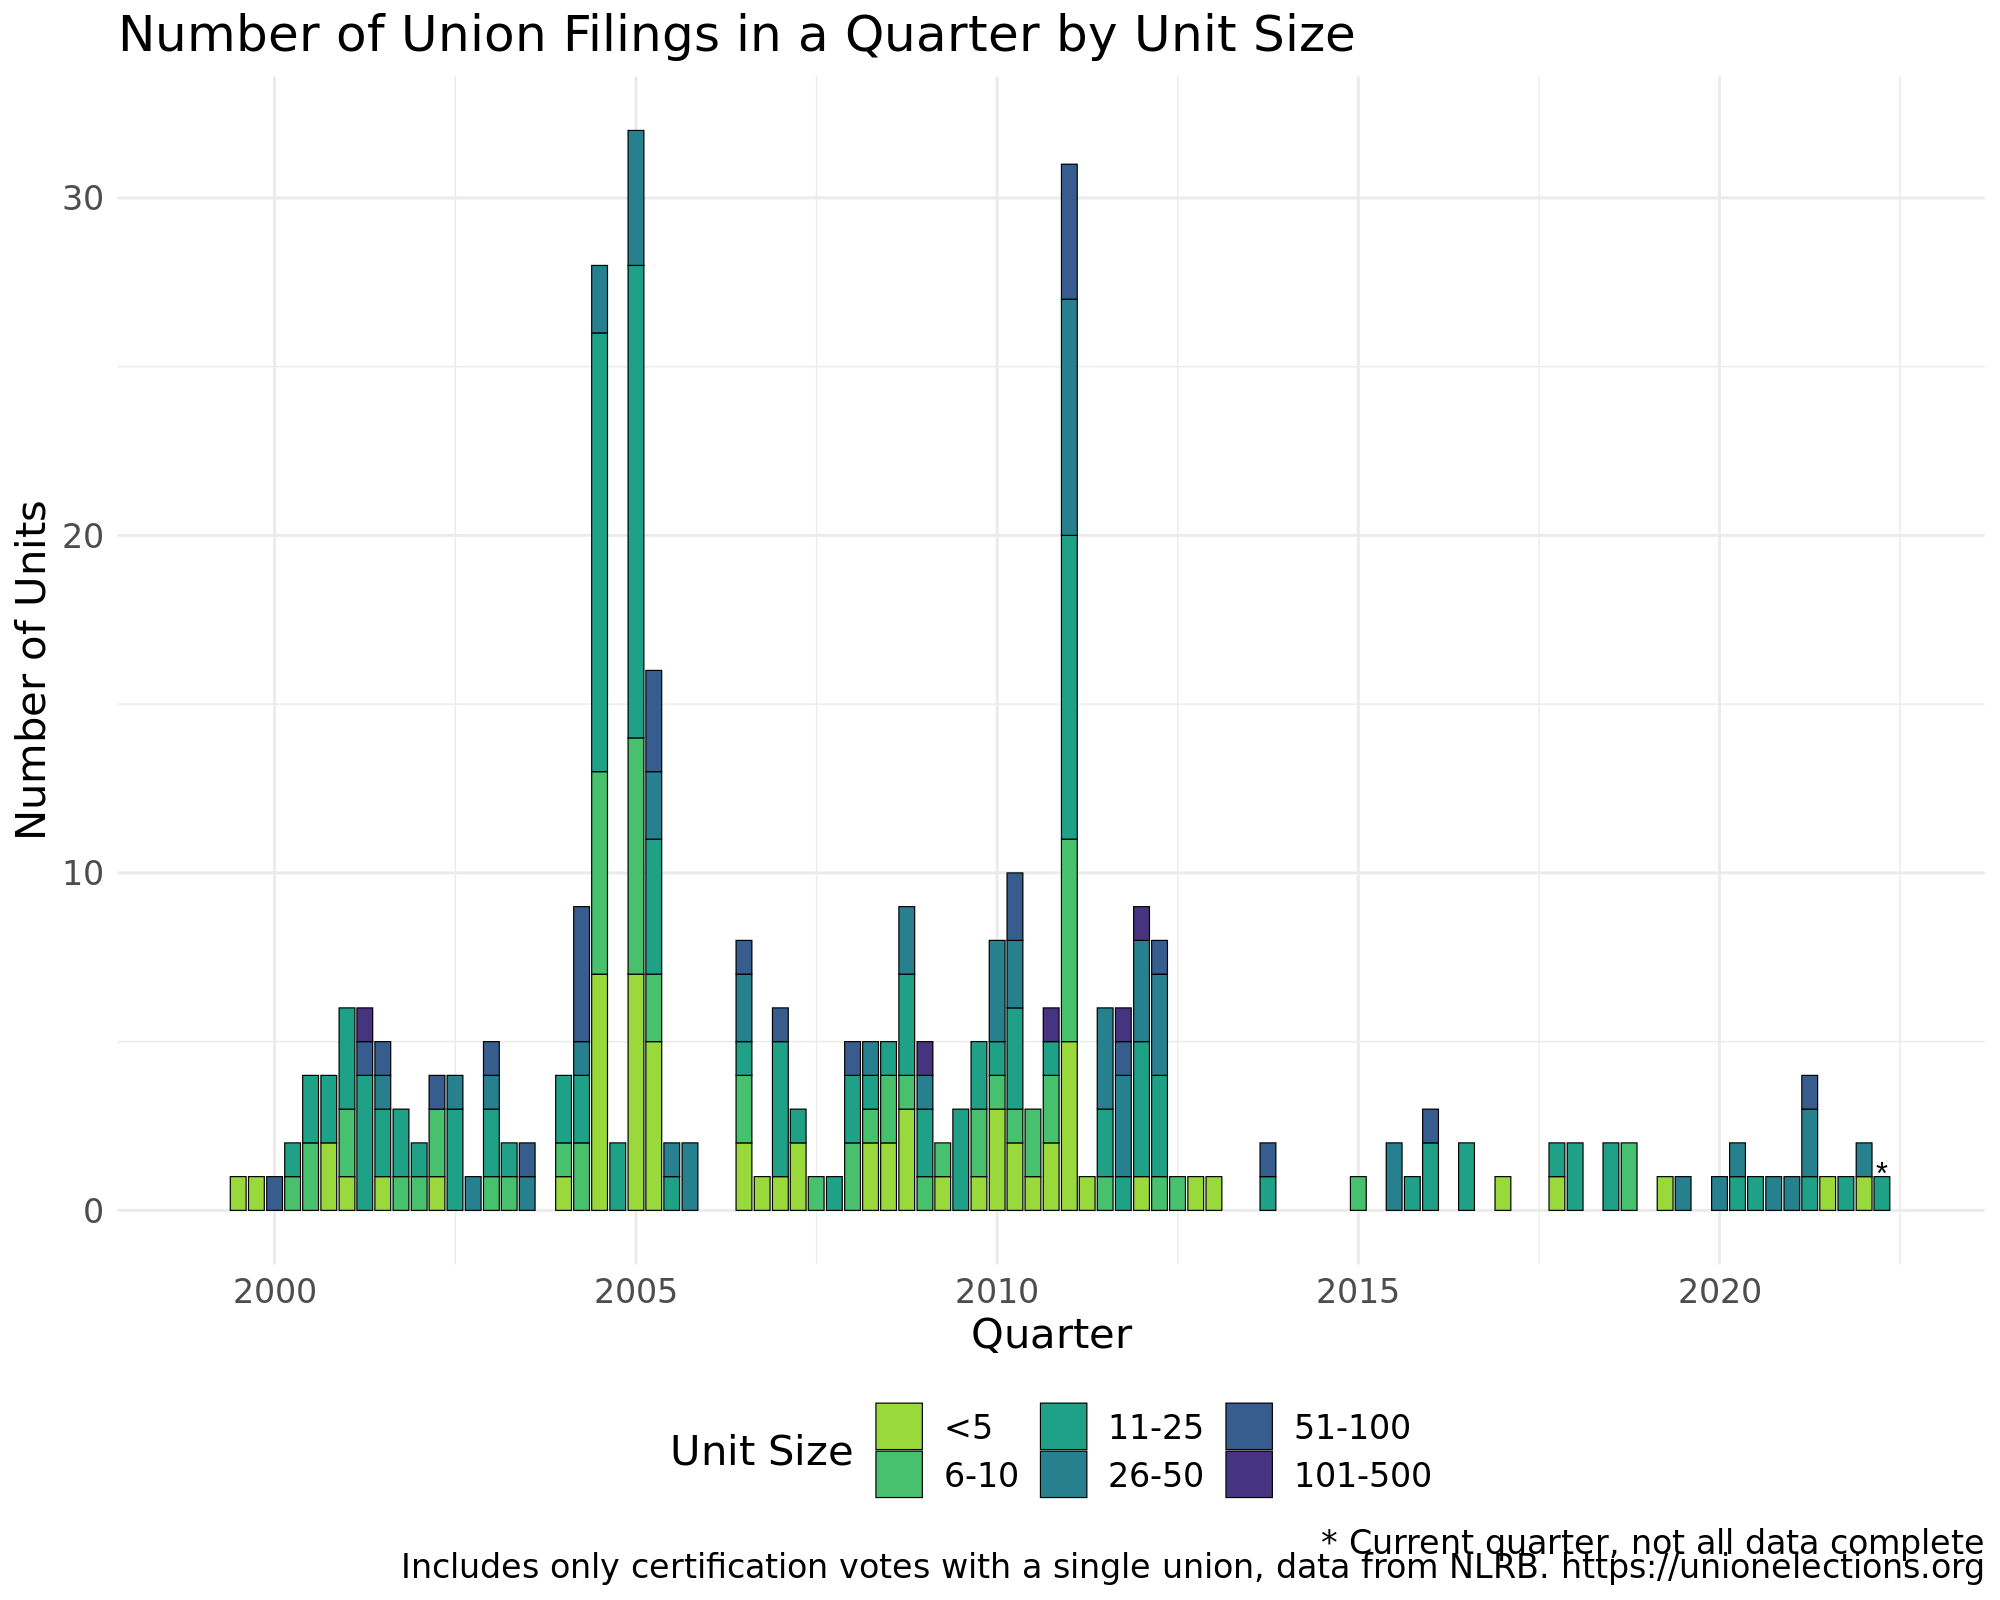 Number of Union Filings in a Quarter by Unit Size
Number of Units
30
20
10
0
*
2000 2005 2010 2015 2020
Quarter
Unit Size
<5 11-25 51-100
6-10 26-50 101-500
* Current quarter, not all data complete
Includes only certification votes with a single union, data from NLRB. https://unionelections.org